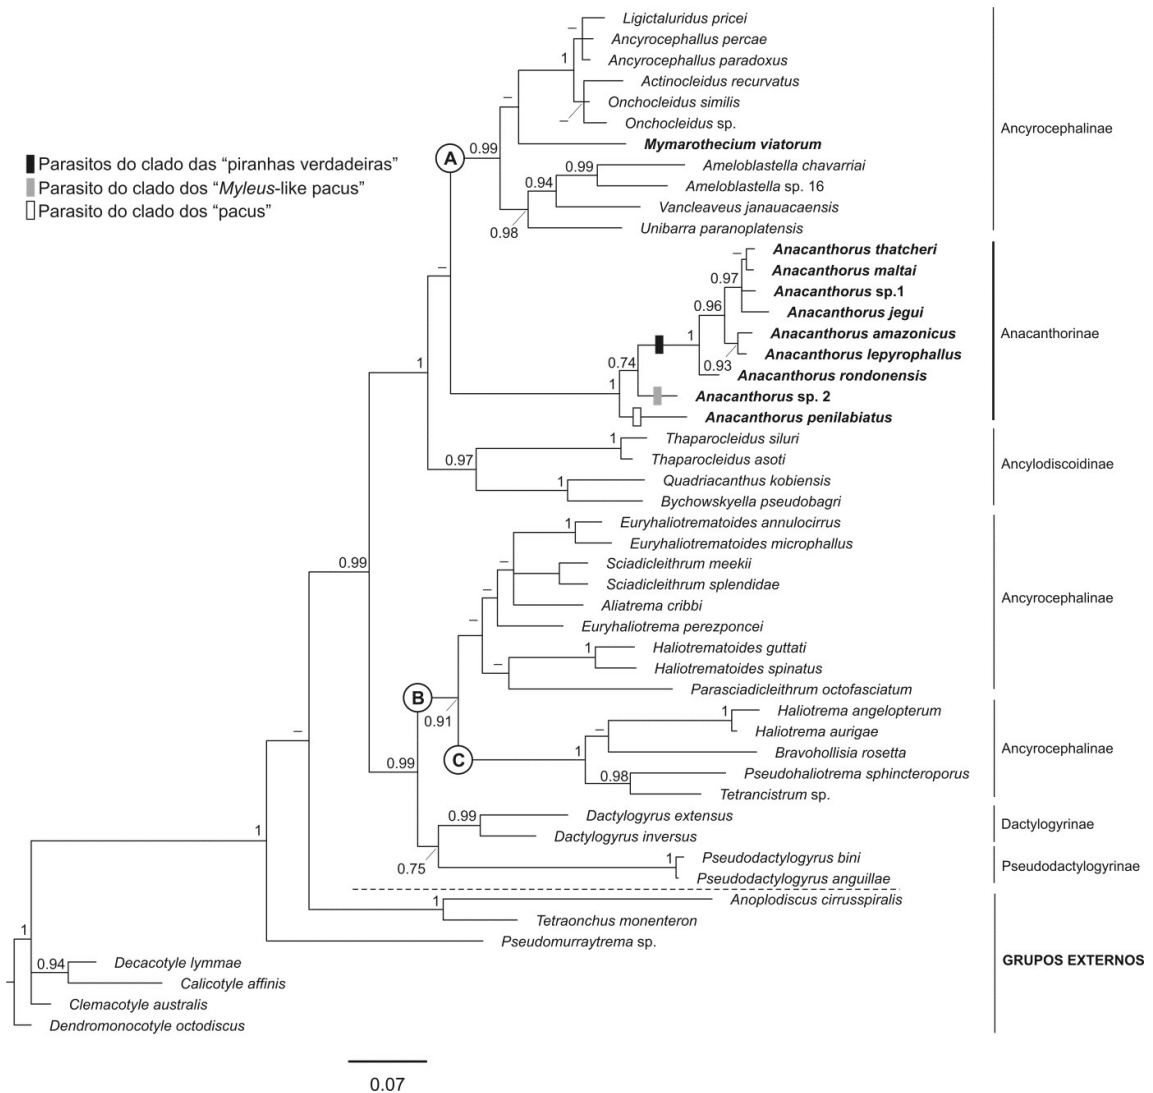 Ligictaluridus pricei
Ancyrocephallus percae
Ancyrocephallus paradoxus
Actinocleidus recurvatus
Onchocleidus similis
Onchocleidus sp.
Mymarothecium viatorum
Ameloblastella chavarriai
Ameloblastella sp. 16
Vancleaveus janauacaensis
Unibarra paranoplatensis
Ancyrocephalinae
Parasitos do clado das “piranhas verdadeiras”
Parasito do clado dos “Myleus-like pacus”
Parasito do clado dos “pacus”
–
1
–
–
A
0.99
0.99
0.94
0.98
Anacanthorus thatcheri
Anacanthorus maltai
Anacanthorus sp.1
Anacanthorus jegui
Anacanthorus amazonicus
Anacanthorus lepyrophallus
Anacanthorus rondonensis
Anacanthorus sp. 2
Anacanthorus penilabiatus
Anacanthorinae
–
–
0.97
0.96
1
0.93
0.74
1
1
Thaparocleidus siluri
Thaparocleidus asoti
Quadriacanthus kobiensis
Bychowskyella pseudobagri
Ancylodiscoidinae
1
0.97
1
Euryhaliotrematoides annulocirrus
Euryhaliotrematoides microphallus
Sciadicleithrum meekii
Sciadicleithrum splendidae
Aliatrema cribbi
Euryhaliotrema perezponcei
Haliotrematoides guttati
Haliotrematoides spinatus
Parasciadicleithrum octofasciatum
Ancyrocephalinae
1
–
0.99
–
–
1
–
B
0.91
Haliotrema angelopterum
Haliotrema aurigae
Bravohollisia rosetta
Pseudohaliotrema sphincteroporus
Tetrancistrum sp.
Ancyrocephalinae
1
–
1
C
0.98
0.99
–
Dactylogyrus extensus
Dactylogyrus inversus
Dactylogyrinae
0.99
Pseudodactylogyrus bini
Pseudodactylogyrus anguillae
Pseudodactylogyrinae
1
0.75
1
Anoplodiscus cirrusspiralis
Tetraonchus monenteron
Pseudomurraytrema sp.
1
GRUPOS EXTERNOS
1
0.94
Decacotyle lymmae
Calicotyle affinis
Clemacotyle australis
Dendromonocotyle octodiscus
0.07